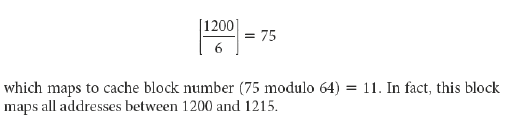 [1200
6] = 75
which maps to cache block number (75 modulo 64) = 11. In fact, this block
maps all addresses between 1200 and 1215.